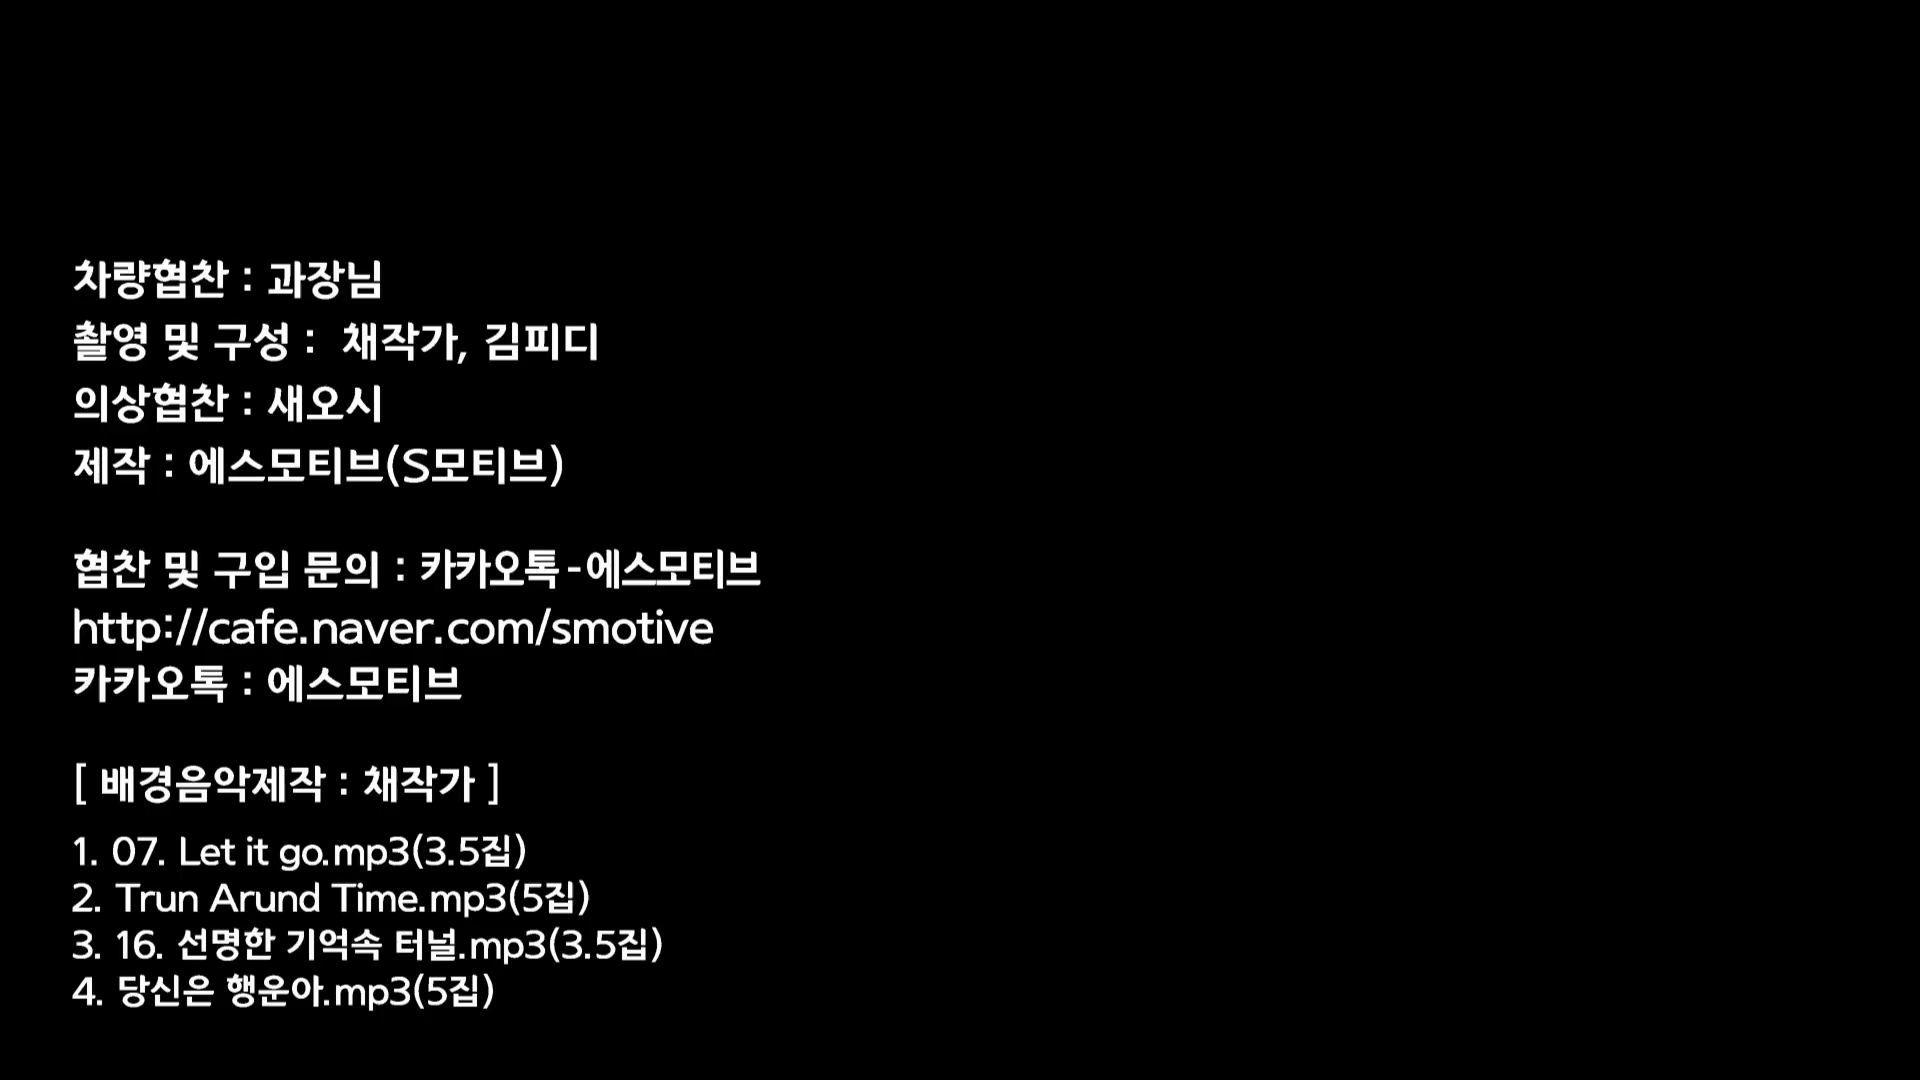 차량협찬 : 과장님
촬영 및 구성 :  채작가, 김피디
의상협찬 : 새오시
제작 : 에스모티브(S모티브)
협찬 및 구입 문의 : 카카오톡-에스모티브
http://cafe.naver.com/smotive
카카오톡 : 에스모티브
[ 배경음악제작 : 채작가 ]
1. 07. Let it go.mp3(3.5집)
2. Trun Arund Time.mp3(5집)
3. 16. 선명한 기억속 터널.mp3(3.5집)
4. 당신은 행운아.mp3(5집)